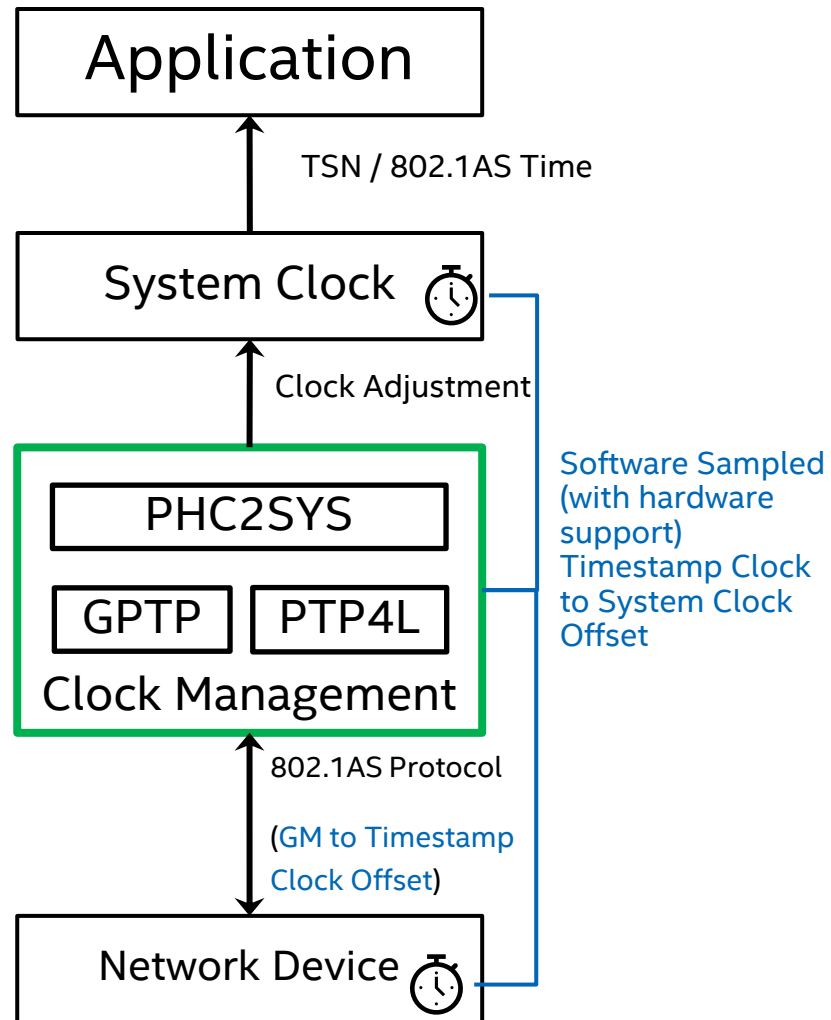 Application
TSN / 802.1AS Time
System Clock
Clock Adjustment
PHC2SYS
GPTP
PTP4L
Clock Management
Software Sampled
(with hardware
support)
Timestamp Clock
to System Clock
Offset
802.1AS Protocol
(GM to Timestamp
Clock Offset)
Network Device